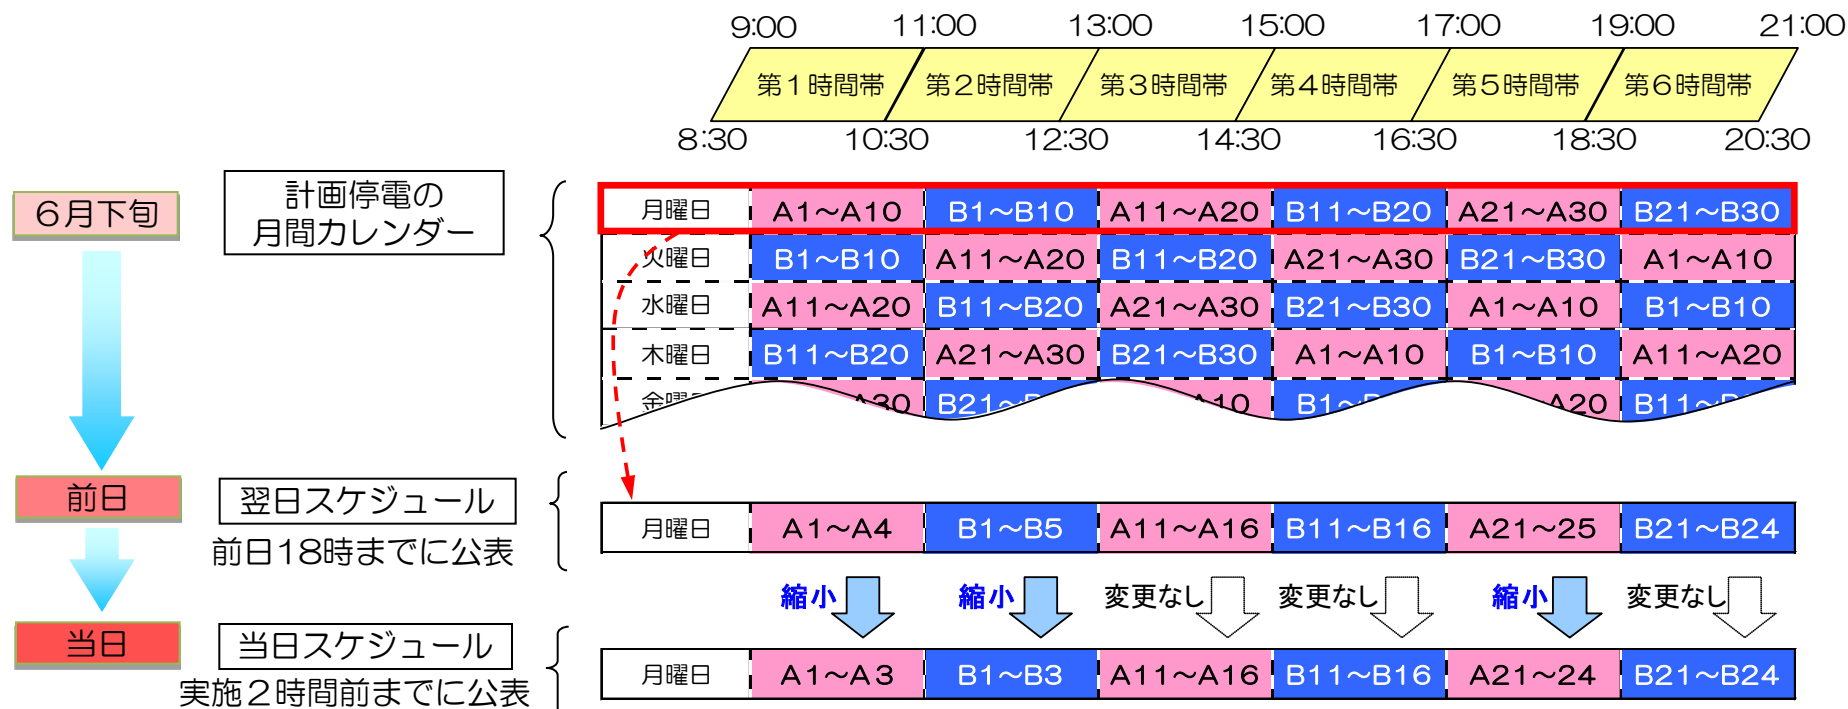 9:00 11:00 13:00 15:00 17:00 19:00 21:00
第1時間帯 第2時間帯 第3時間帯 第4時間帯 第5時間帯 第6時間帯
8:30 10:30 12:30 14:30 16:30 18:30 20:30
6月下旬
計画停電の
月間カレンダー
月曜日 A1～A10 B1～B10 A11～A20 B11～B20 A21～A30 B21～B30
火曜日 B1～B10 A11～A20 B11～B20 A21～A30 B21～B30 A1～A10
水曜日 A11～A20 B11～B20 A21～A30 B21～B30 A1～A10 B1～B10
木曜日 B11～B20 A21～A30 B21～B30 A1～A10 B1～B10 A11～A20
前日
翌日スケジュール
前日18時までに公表
月曜日 A1～A4 B1～B5 A11～A16 B11～B16 A21～25 B21～B24
縮小 縮小 変更なし 変更なし 縮小 変更なし
当日
当日スケジュール
実施2時間前までに公表
月曜日 A1～A3 B1～B3 A11～A16 B11～B16 A21～24 B21～B24